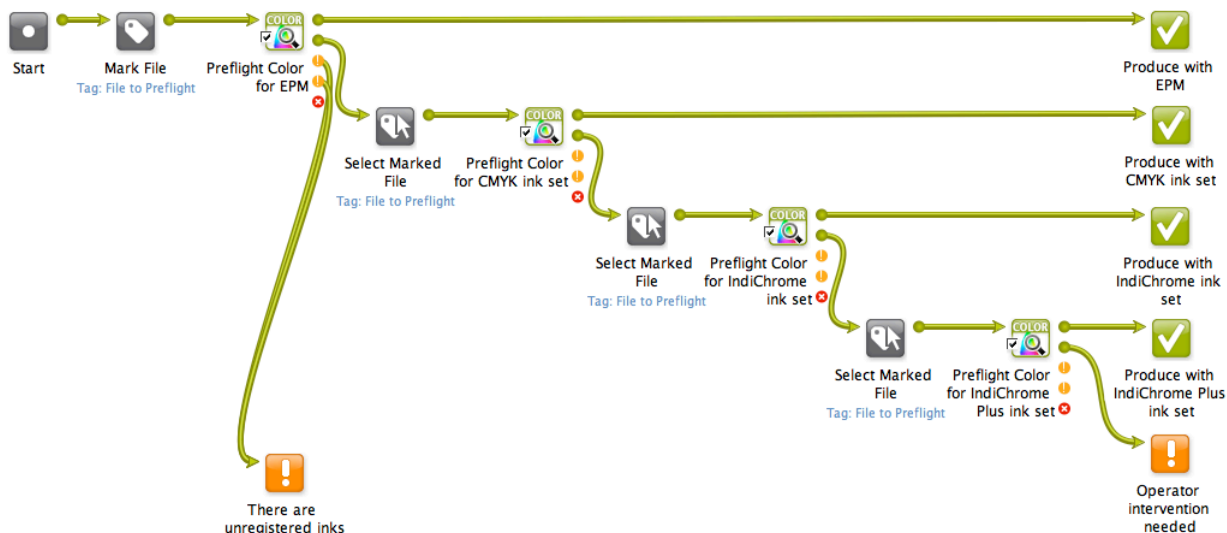 COLOR
Start
Mark File
Tag: File to Preflight
Preflight Color
for EPM
Produce with
EPM
COLOR
Select Marked
File
Tag: File to Preflight
Preflight Color
for CMYK ink set
Produce with
CMYK ink set
COLOR
Select Marked
File
Tag: File to Preflight
Preflight Color
for IndiChrome
ink set
Produce with
IndiChrome ink
set
COLOR
Select Marked
File
Tag: File to Preflight
Preflight Color
for IndiChrome
Plus ink set
Produce with
IndiChrome Plus
ink set
There are
unregistered inks
Operator
intervention
needed